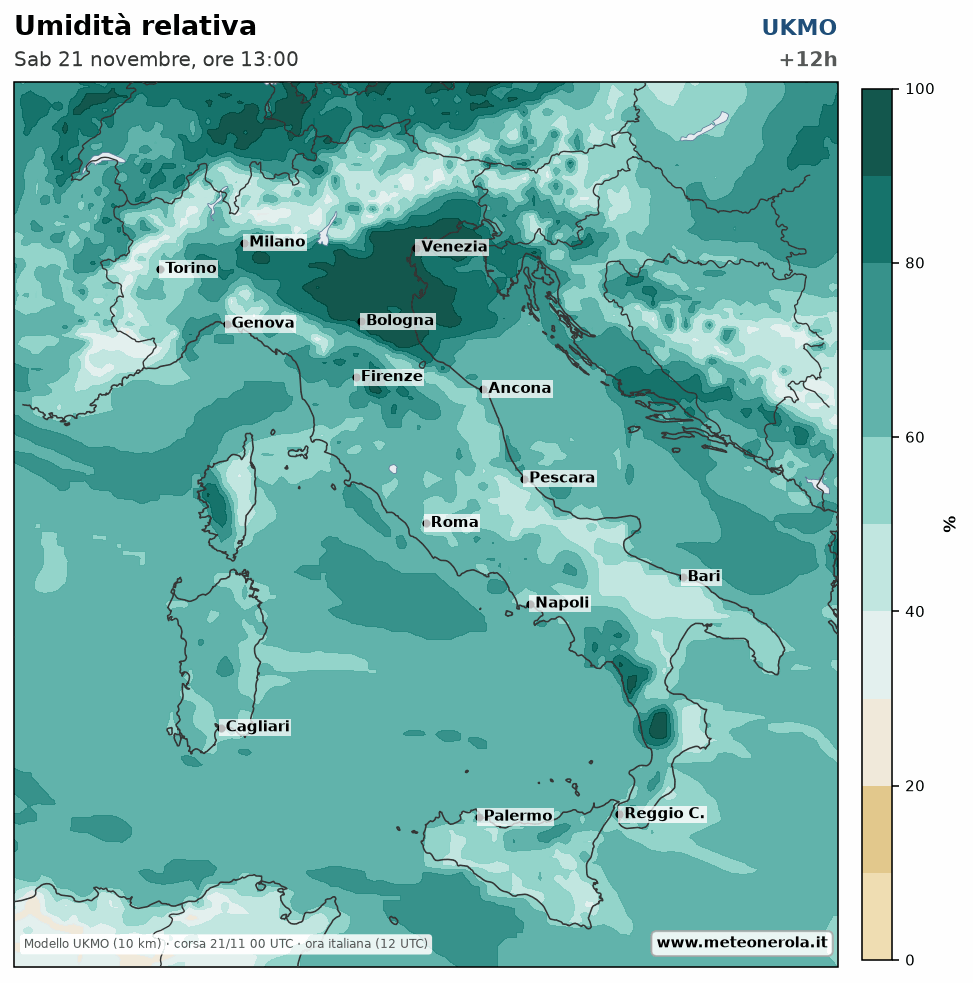 Umidità relativa
UKMO
Sab 21 novembre, ore 13:00
+12h
100
80
60
%
40
20
0
Milano
Venezia
Torino
Genova
Bologna
Firenze
Ancona
Pescara
Roma
Bari
Napoli
Cagliari
Palermo
Reggio C.
Modello UKMO (10 km) · corsa 21/11 00 UTC · ora italiana (12 UTC)
www.meteonerola.it